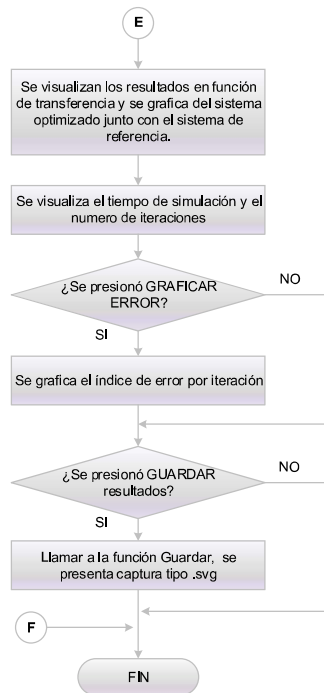 E
Se visualizan los resultados en función
de transferencia y se grafica del sistema
optimizado junto con el sistema de
referencia.
Se visualiza el tiempo de simulación y el
numero de iteraciones
¿Se presionó GRAFICAR
ERROR?
NO
SI
Se grafica el índice de error por iteración
¿Se presionó GUARDAR
resultados?
NO
SI
Llamar a la función Guardar, se
presenta captura tipo .svg
F
FIN